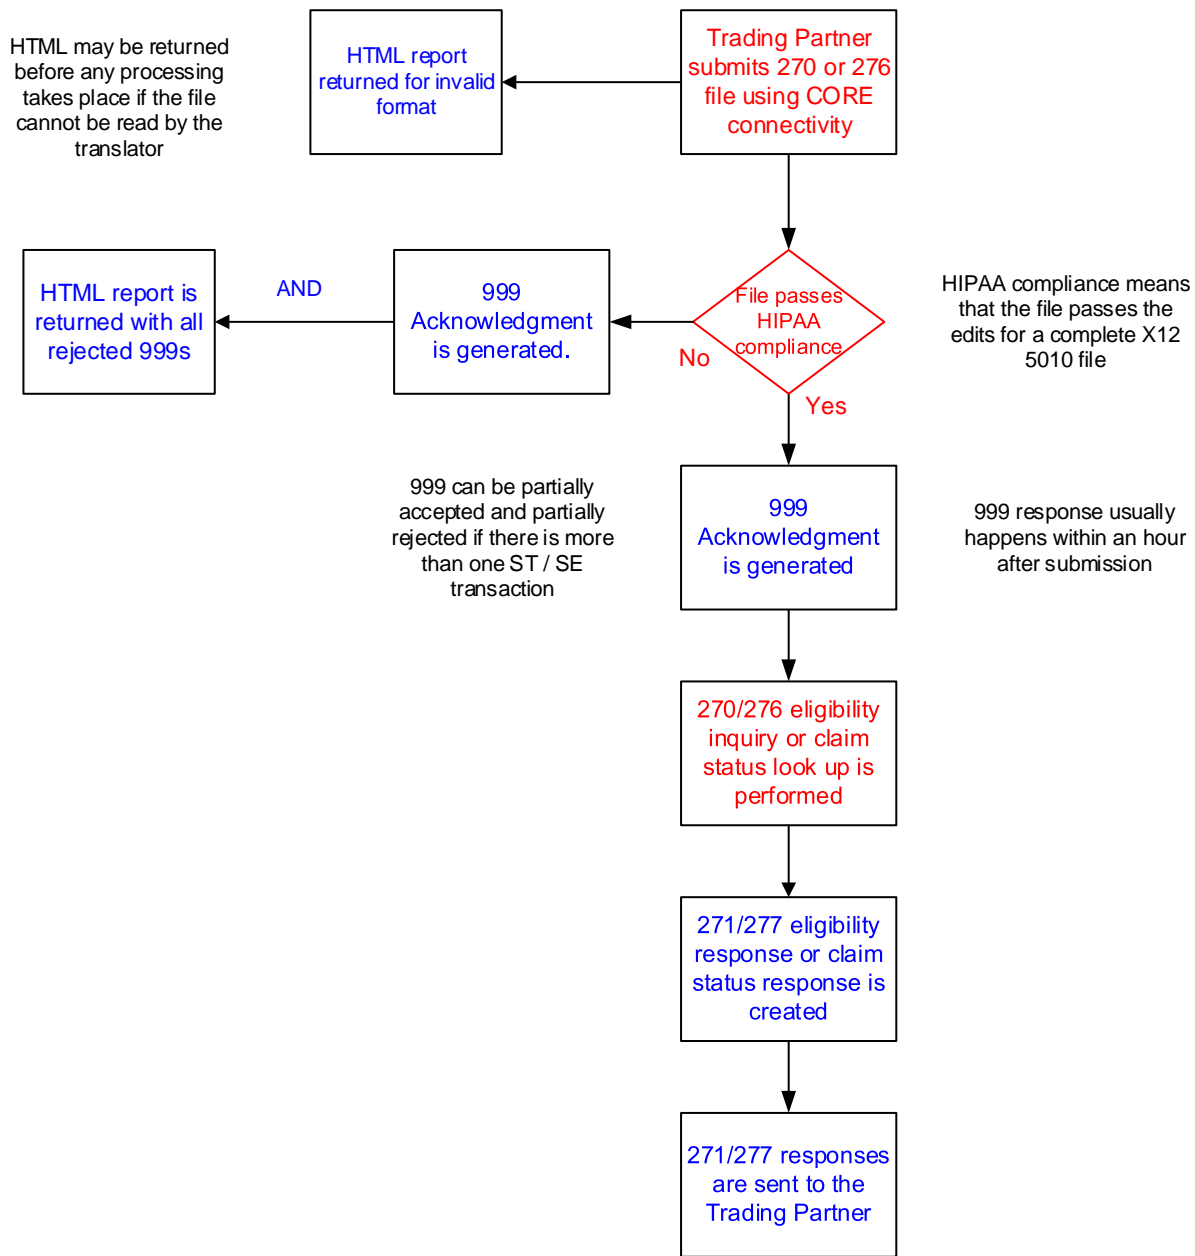 HTML may be returned
before any processing
takes place if the file
cannot be read by the
translator
HTML report
returned for invalid
format
Trading Partner
submits 270 or 276
file using CORE
connectivity
HTML report is
returned with all
rejected 999s
AND
999
Acknowledgment
is generated.
No
File passes
HIPAA
compliance
Yes
HIPAA compliance means
that the file passes the
edits for a complete X12
5010 file
999 can be partially
accepted and partially
rejected if there is more
than one ST / SE
transaction
999
Acknowledgment
is generated
999 response usually
happens within an hour
after submission
270/276 eligibility
inquiry or claim
status look up is
performed
271/277 eligibility
response or claim
status response is
created
271/277 responses
are sent to the
Trading Partner